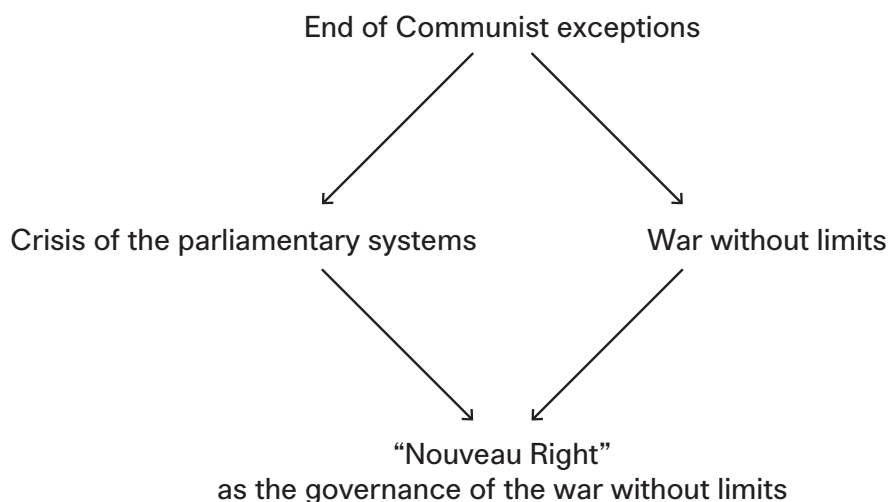 End of Communist exceptions
Crisis of the parliamentary systems
War without limits
“Nouveau Right”
as the governance of the war without limits